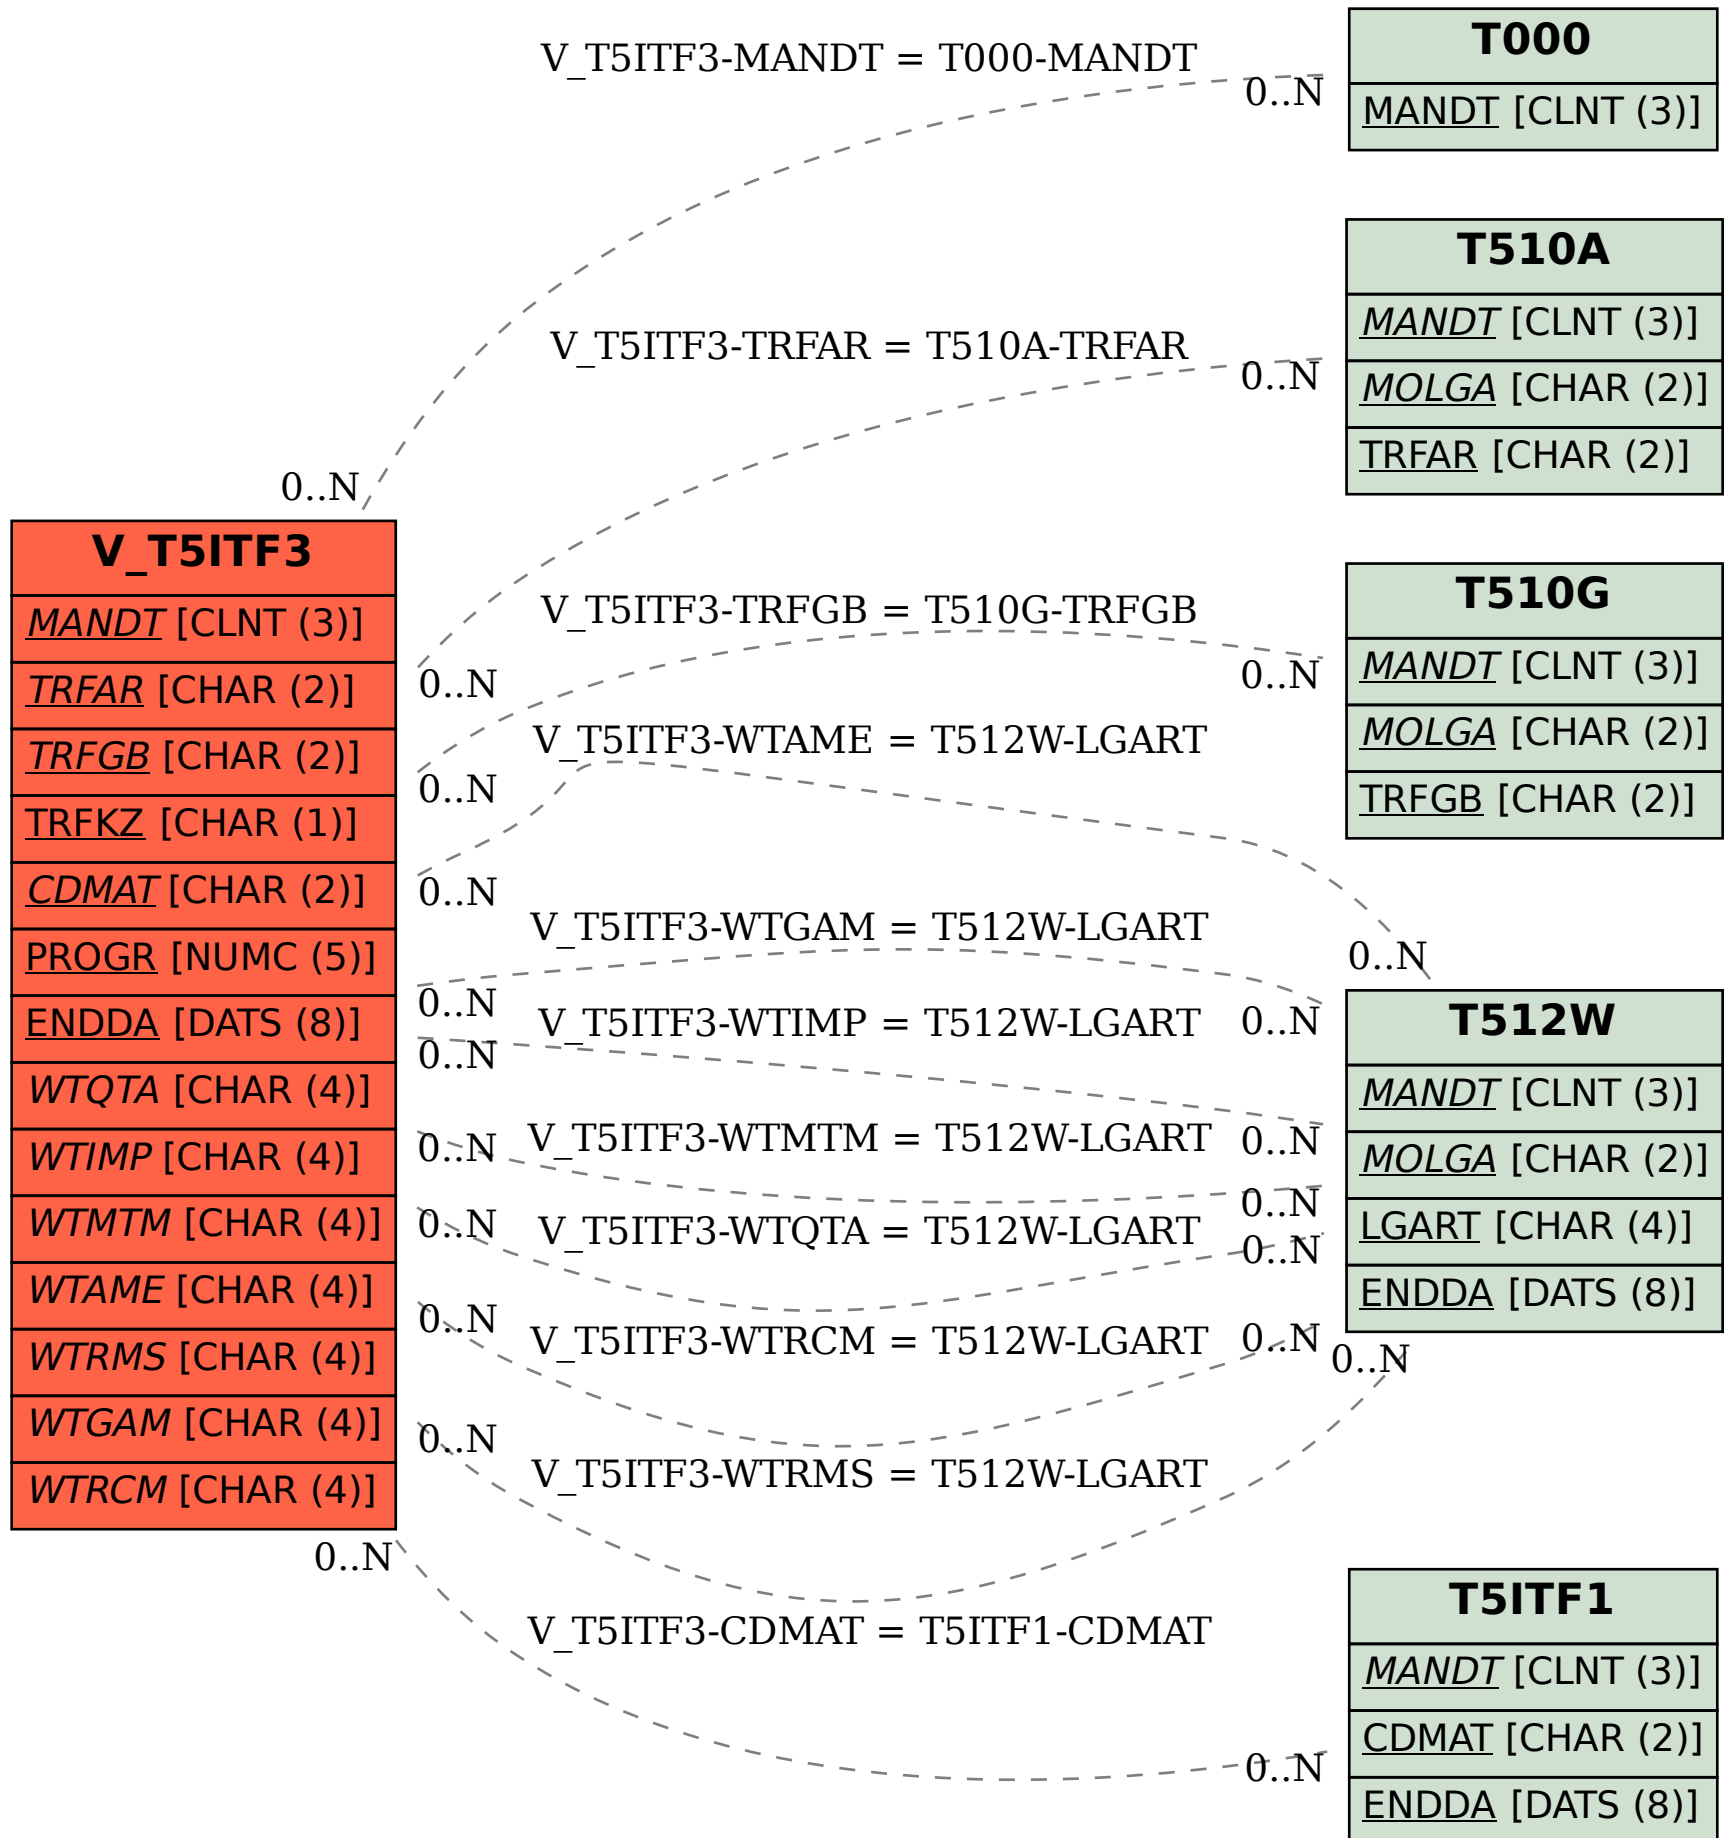 V_T5ITF3-MANDT = T000-MANDT
0..N
0..N
T000
MANDT [CLNT (3)]
V_T5ITF3-TRFAR = T510A-TRFAR
0..N
0..N
T510A
MANDT [CLNT (3)]
MOLGA [CHAR (2)]
TRFAR [CHAR (2)]
V_T5ITF3
MANDT [CLNT (3)]
TRFAR [CHAR (2)]
TRFGB [CHAR (2)]
TRFKZ [CHAR (1)]
CDMAT [CHAR (2)]
PROGR [NUMC (5)]
ENDDA [DATS (8)]
WTQTA [CHAR (4)]
WTIMP [CHAR (4)]
WTMTM [CHAR (4)]
WTAME [CHAR (4)]
WTRMS [CHAR (4)]
WTGAM [CHAR (4)]
WTRCM [CHAR (4)]
V_T5ITF3-TRFGB = T510G-TRFGB
0..N
0..N
T510G
MANDT [CLNT (3)]
MOLGA [CHAR (2)]
TRFGB [CHAR (2)]
V_T5ITF3-WTAME = T512W-LGART
0..N
0..N
V_T5ITF3-WTGAM = T512W-LGART
0..N
0..N
V_T5ITF3-WTIMP = T512W-LGART
0..N
0..N
V_T5ITF3-WTMTM = T512W-LGART
0..N
0..N
V_T5ITF3-WTQTA = T512W-LGART
0..N
0..N
V_T5ITF3-WTRCM = T512W-LGART
0..N
0..N
V_T5ITF3-WTRMS = T512W-LGART
0..N
0..N
T512W
MANDT [CLNT (3)]
MOLGA [CHAR (2)]
LGART [CHAR (4)]
ENDDA [DATS (8)]
V_T5ITF3-CDMAT = T5ITF1-CDMAT
0..N
0..N
T5ITF1
MANDT [CLNT (3)]
CDMAT [CHAR (2)]
ENDDA [DATS (8)]